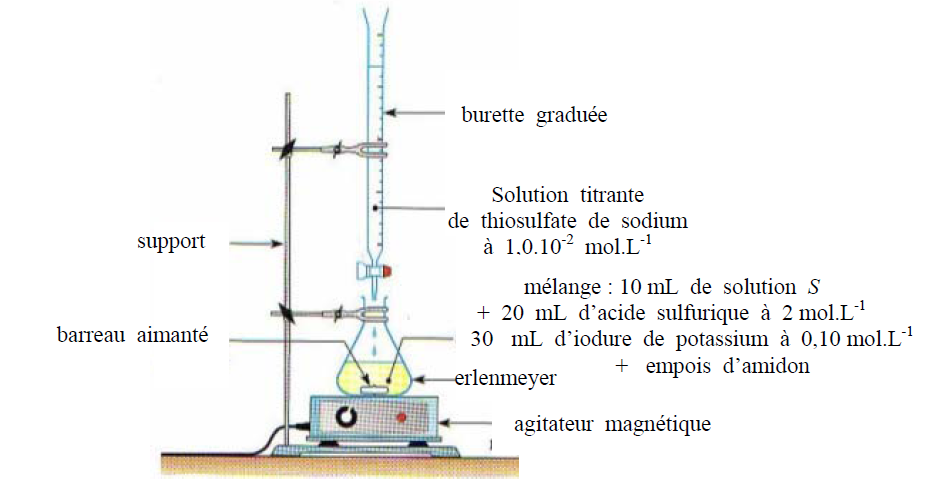 burette graduée
Solution titrante
de thiosulfate de sodium
à 1,0.10⁻² mol.L⁻¹
support
mélange : 10 mL de solution S
+ 20 mL d’acide sulfurique à 2 mol.L⁻¹
barreau aimanté
30 mL d’iodure de potassium à 0,10 mol.L⁻¹
+ empois d’amidon
erlenmeyer
agitateur magnétique